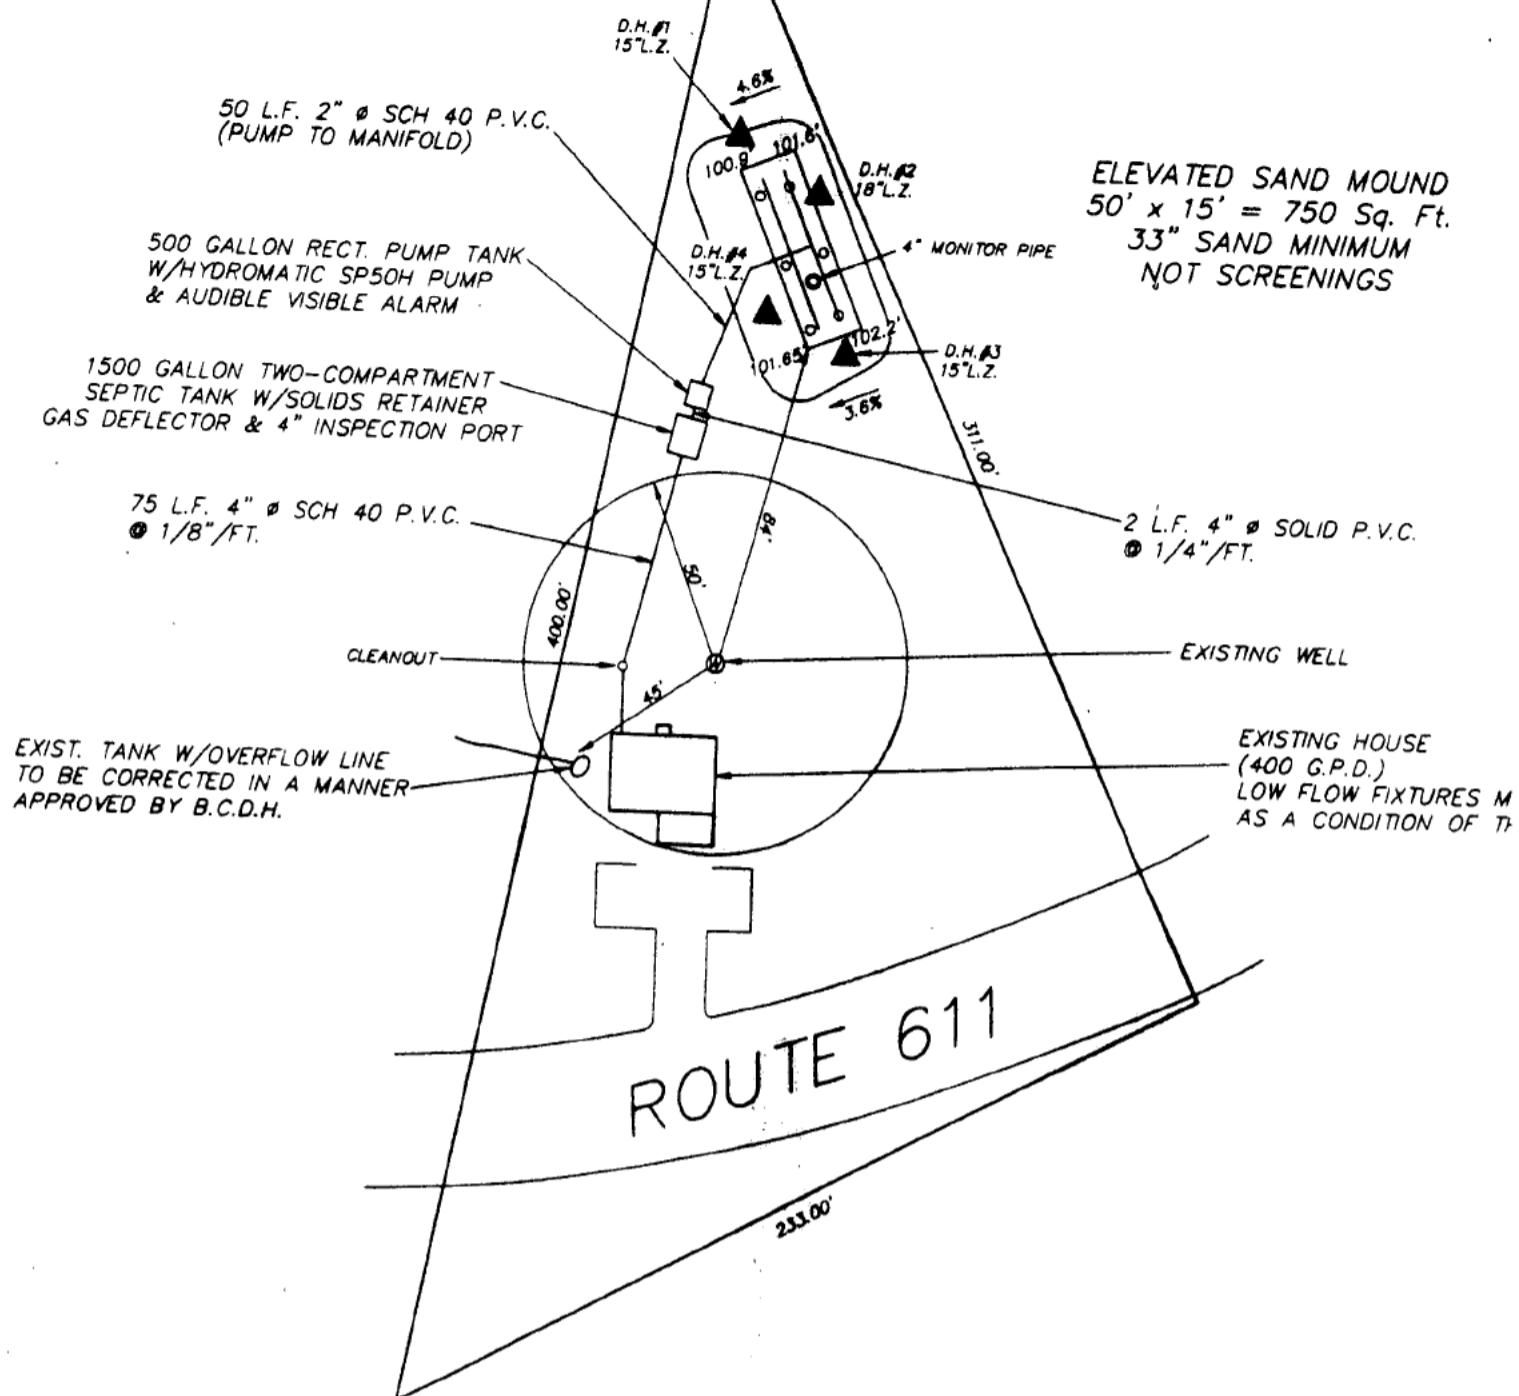 D.H.#1
15"L.Z.
4.6%
50 L.F. 2" ø SCH 40 P.V.C.
(PUMP TO MANIFOLD)
100.9
101.6'
D.H.#2
18"L.Z.
ELEVATED SAND MOUND
50' x 15' = 750 Sq. Ft.
33" SAND MINIMUM
NOT SCREENINGS
500 GALLON RECT. PUMP TANK
W/HYDROMATIC SP50H PUMP
& AUDIBLE VISIBLE ALARM
D.H.#4
15"L.Z.
4" MONITOR PIPE
102.2'
101.65'
D.H.#3
15"L.Z.
3.6%
1500 GALLON TWO-COMPARTMENT
SEPTIC TANK W/SOLIDS RETAINER
GAS DEFLECTOR & 4" INSPECTION PORT
311.00'
75 L.F. 4" ø SCH 40 P.V.C.
@ 1/8"/FT.
84'
2 L.F. 4" ø SOLID P.V.C.
@ 1/4"/FT.
50'
400.00'
CLEANOUT
EXISTING WELL
45'
EXIST. TANK W/OVERFLOW LINE
TO BE CORRECTED IN A MANNER
APPROVED BY B.C.D.H.
EXISTING HOUSE
(400 G.P.D.)
LOW FLOW FIXTURES M
AS A CONDITION OF TH
ROUTE 611
233.00'